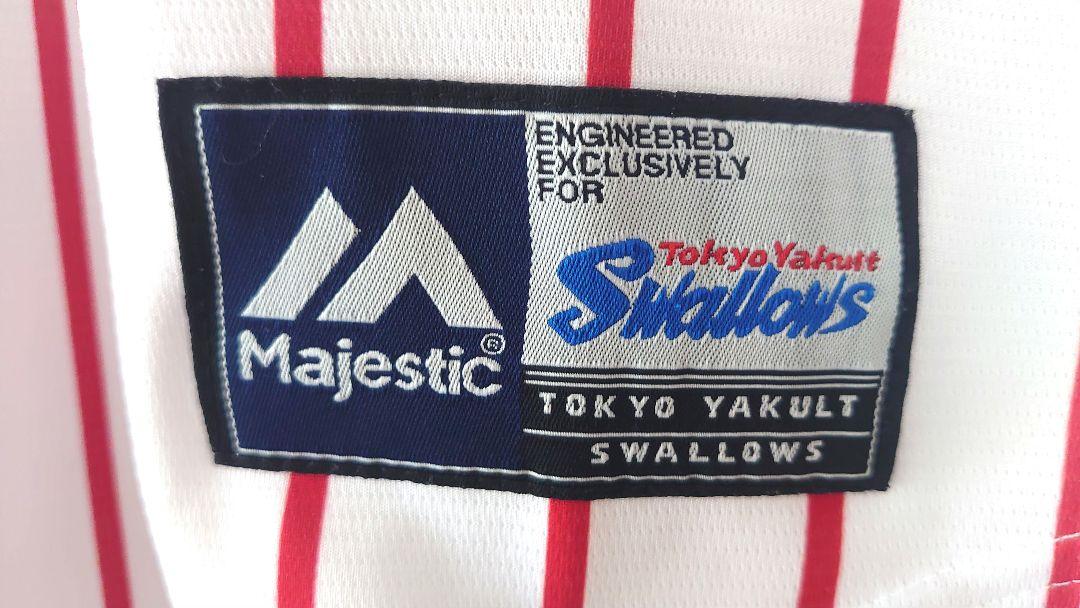 Majestic®
ENGINEERED
EXCLUSIVELY
FOR
Tokyo Yakult
Swallows
TOKYO YAKULT
SWALLOWS